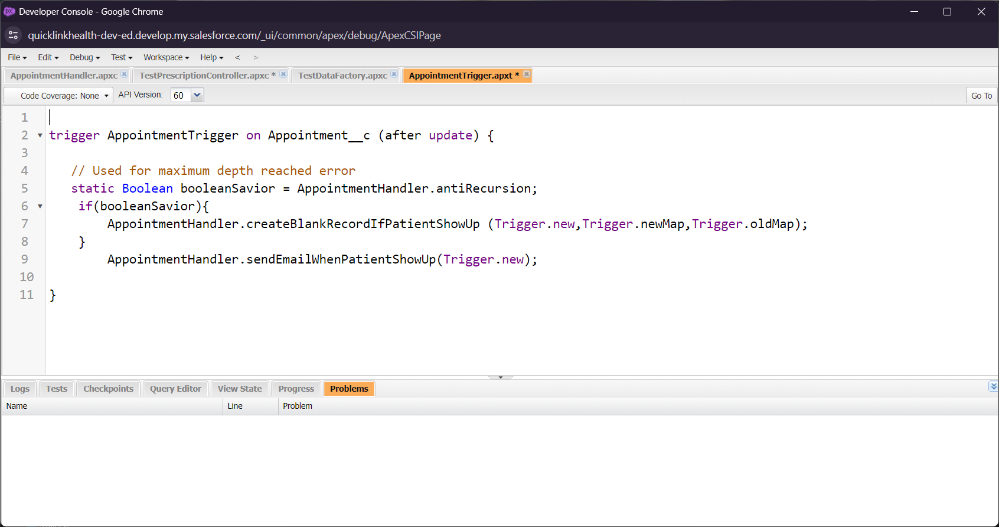 Developer Console - Google Chrome
quicklinkhealth-dev-ed.develop.my.salesforce.com/_ui/common/apex/debug/ApexCSIPage
File Edit Debug Test Workspace Help < >
AppointmentHandler.apxc TestPrescriptionController.apxc * TestDataFactory.apxc AppointmentTrigger.apxt *
Code Coverage: None API Version: 60 Go To
1
2 trigger AppointmentTrigger on Appointment__c (after update) {
3
4 // Used for maximum depth reached error
5 static Boolean booleanSavior = AppointmentHandler.antiRecursion;
6 if(booleanSavior){
7 AppointmentHandler.createBlankRecordIfPatientShowUp (Trigger.new,Trigger.newMap,Trigger.oldMap);
8 }
9 AppointmentHandler.sendEmailWhenPatientShowUp(Trigger.new);
10
11 }
Logs Tests Checkpoints Query Editor View State Progress Problems
Name Line Problem